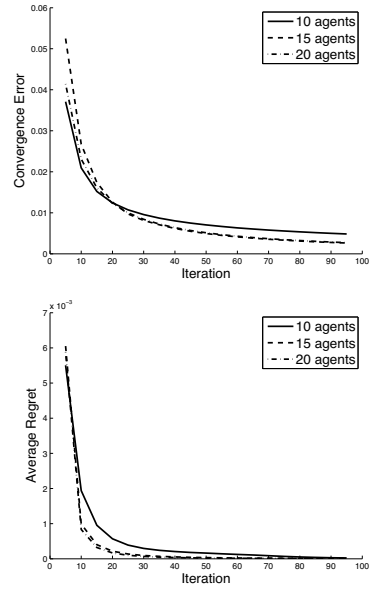 0.06
0.05
0.04
0.03
0.02
0.01
0
Convergence Error
10 agents
15 agents
20 agents
0 10 20 30 40 50 60 70 80 90 100
Iteration
x 10⁻³
7
6
5
4
3
2
1
0
Average Regret
10 agents
15 agents
20 agents
0 10 20 30 40 50 60 70 80 90 100
Iteration